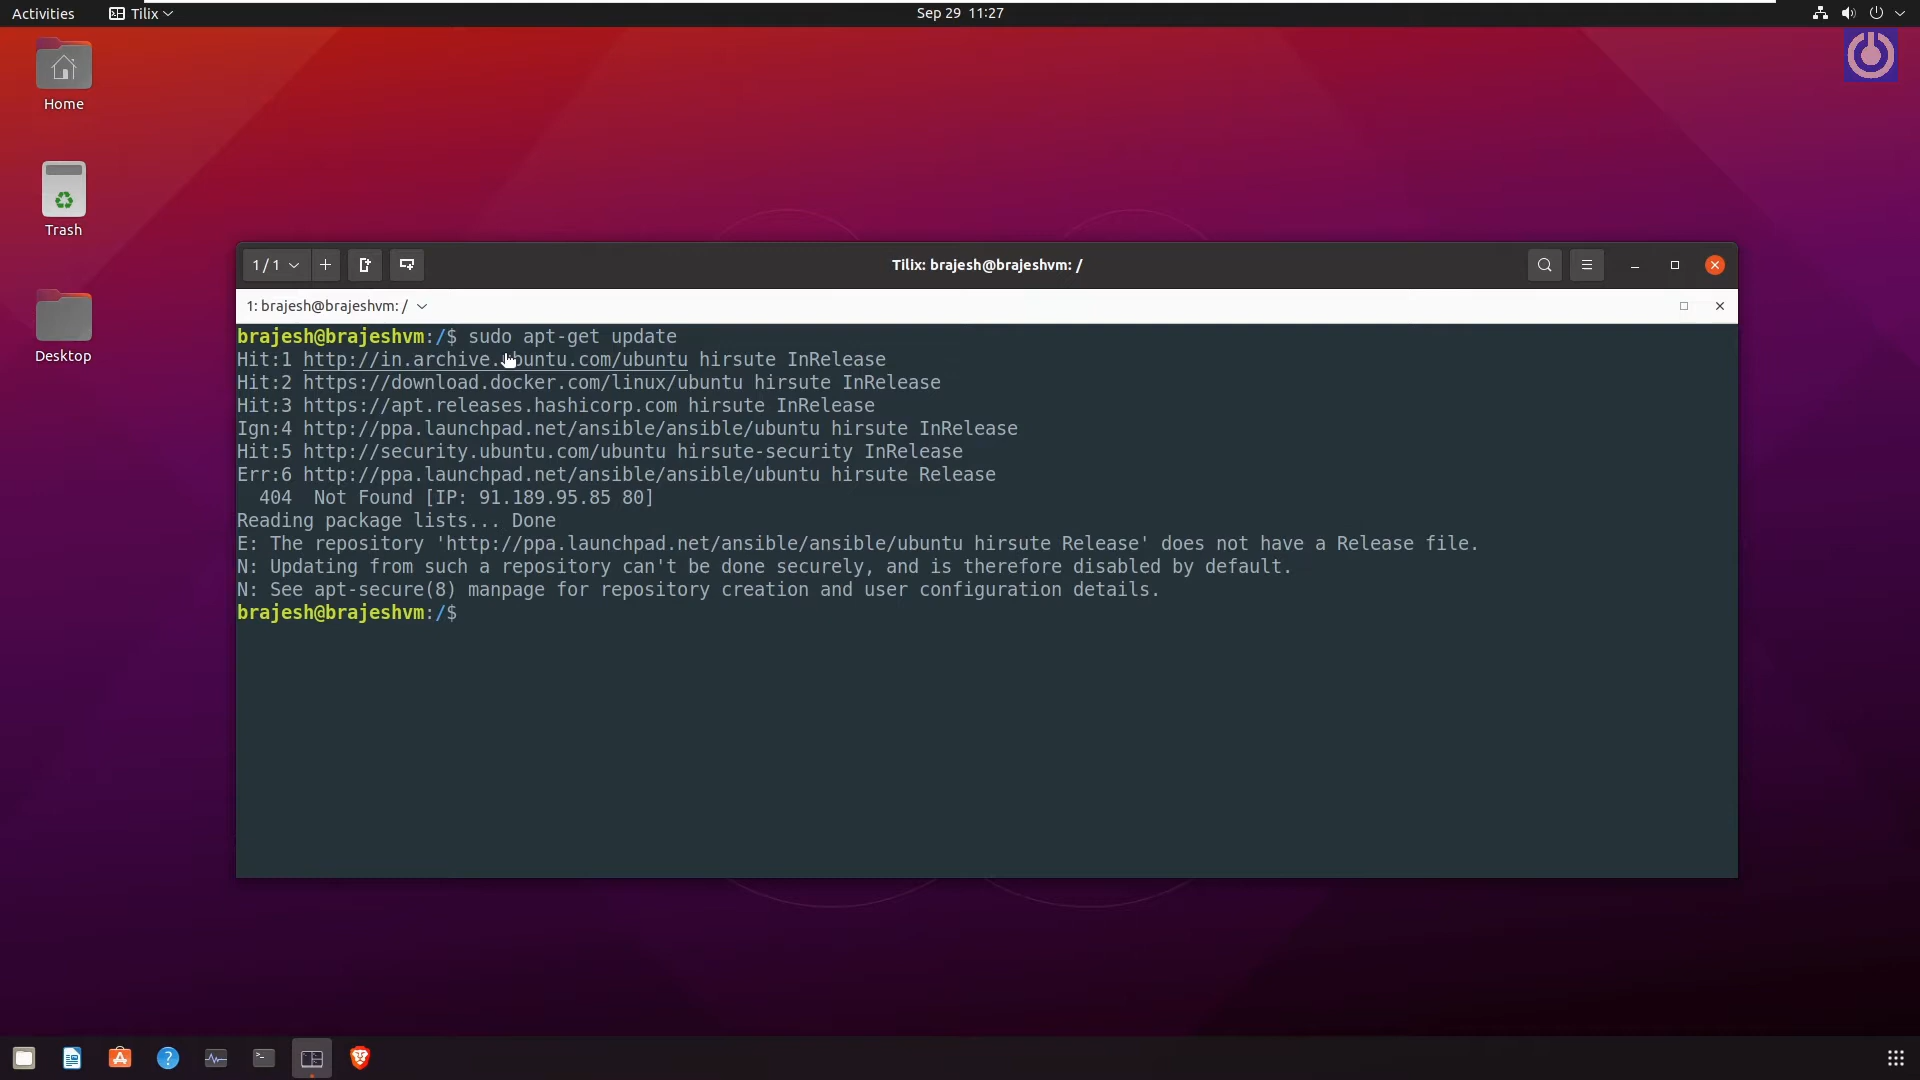 Activities
Tilix
Sep 29 11:27
Home
Trash
Desktop
1 / 1
Tilix: brajesh@brajeshvm: /
1: brajesh@brajeshvm: /
brajesh@brajeshvm:/$ sudo apt-get update
Hit:1 http://in.archive.ubuntu.com/ubuntu hirsute InRelease
Hit:2 https://download.docker.com/linux/ubuntu hirsute InRelease
Hit:3 https://apt.releases.hashicorp.com hirsute InRelease
Ign:4 http://ppa.launchpad.net/ansible/ansible/ubuntu hirsute InRelease
Hit:5 http://security.ubuntu.com/ubuntu hirsute-security InRelease
Err:6 http://ppa.launchpad.net/ansible/ansible/ubuntu hirsute Release
  404  Not Found [IP: 91.189.95.85 80]
Reading package lists... Done
E: The repository 'http://ppa.launchpad.net/ansible/ansible/ubuntu hirsute Release' does not have a Release file.
N: Updating from such a repository can't be done securely, and is therefore disabled by default.
N: See apt-secure(8) manpage for repository creation and user configuration details.
brajesh@brajeshvm:/$